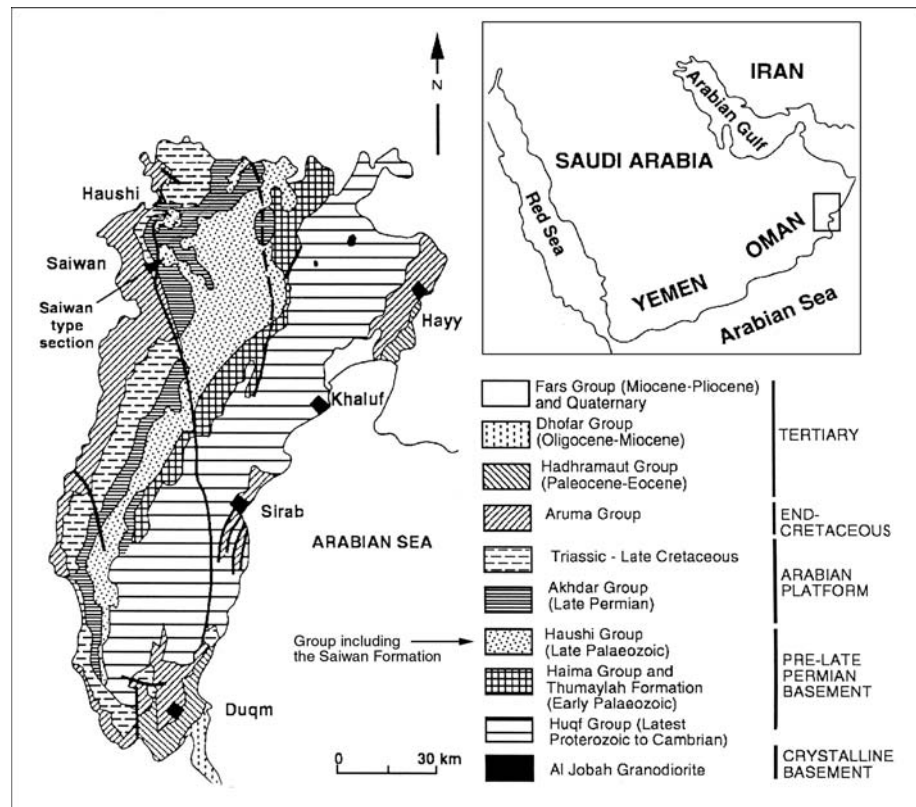 N
Haushi
Saiwan
Saiwan
type
section
Hayy
Khaluf
Sirab
ARABIAN SEA
Duqm
0 30 km
IRAN
Arabian Gulf
SAUDI ARABIA
Red Sea
OMAN
YEMEN
Arabian Sea
Fars Group (Miocene-Pliocene)
and Quaternary
Dhofar Group
(Oligocene-Miocene)
Hadhramaut Group
(Paleocene-Eocene)
TERTIARY
Aruma Group
END-
CRETACEOUS
Triassic - Late Cretaceous
Akhdar Group
(Late Permian)
ARABIAN
PLATFORM
Group including
the Saiwan Formation
Haushi Group
(Late Palaeozoic)
Haima Group and
Thumaylah Formation
(Early Palaeozoic)
Huqf Group (Latest
Proterozoic to Cambrian)
PRE-LATE
PERMIAN
BASEMENT
Al Jobah Granodiorite
CRYSTALLINE
BASEMENT